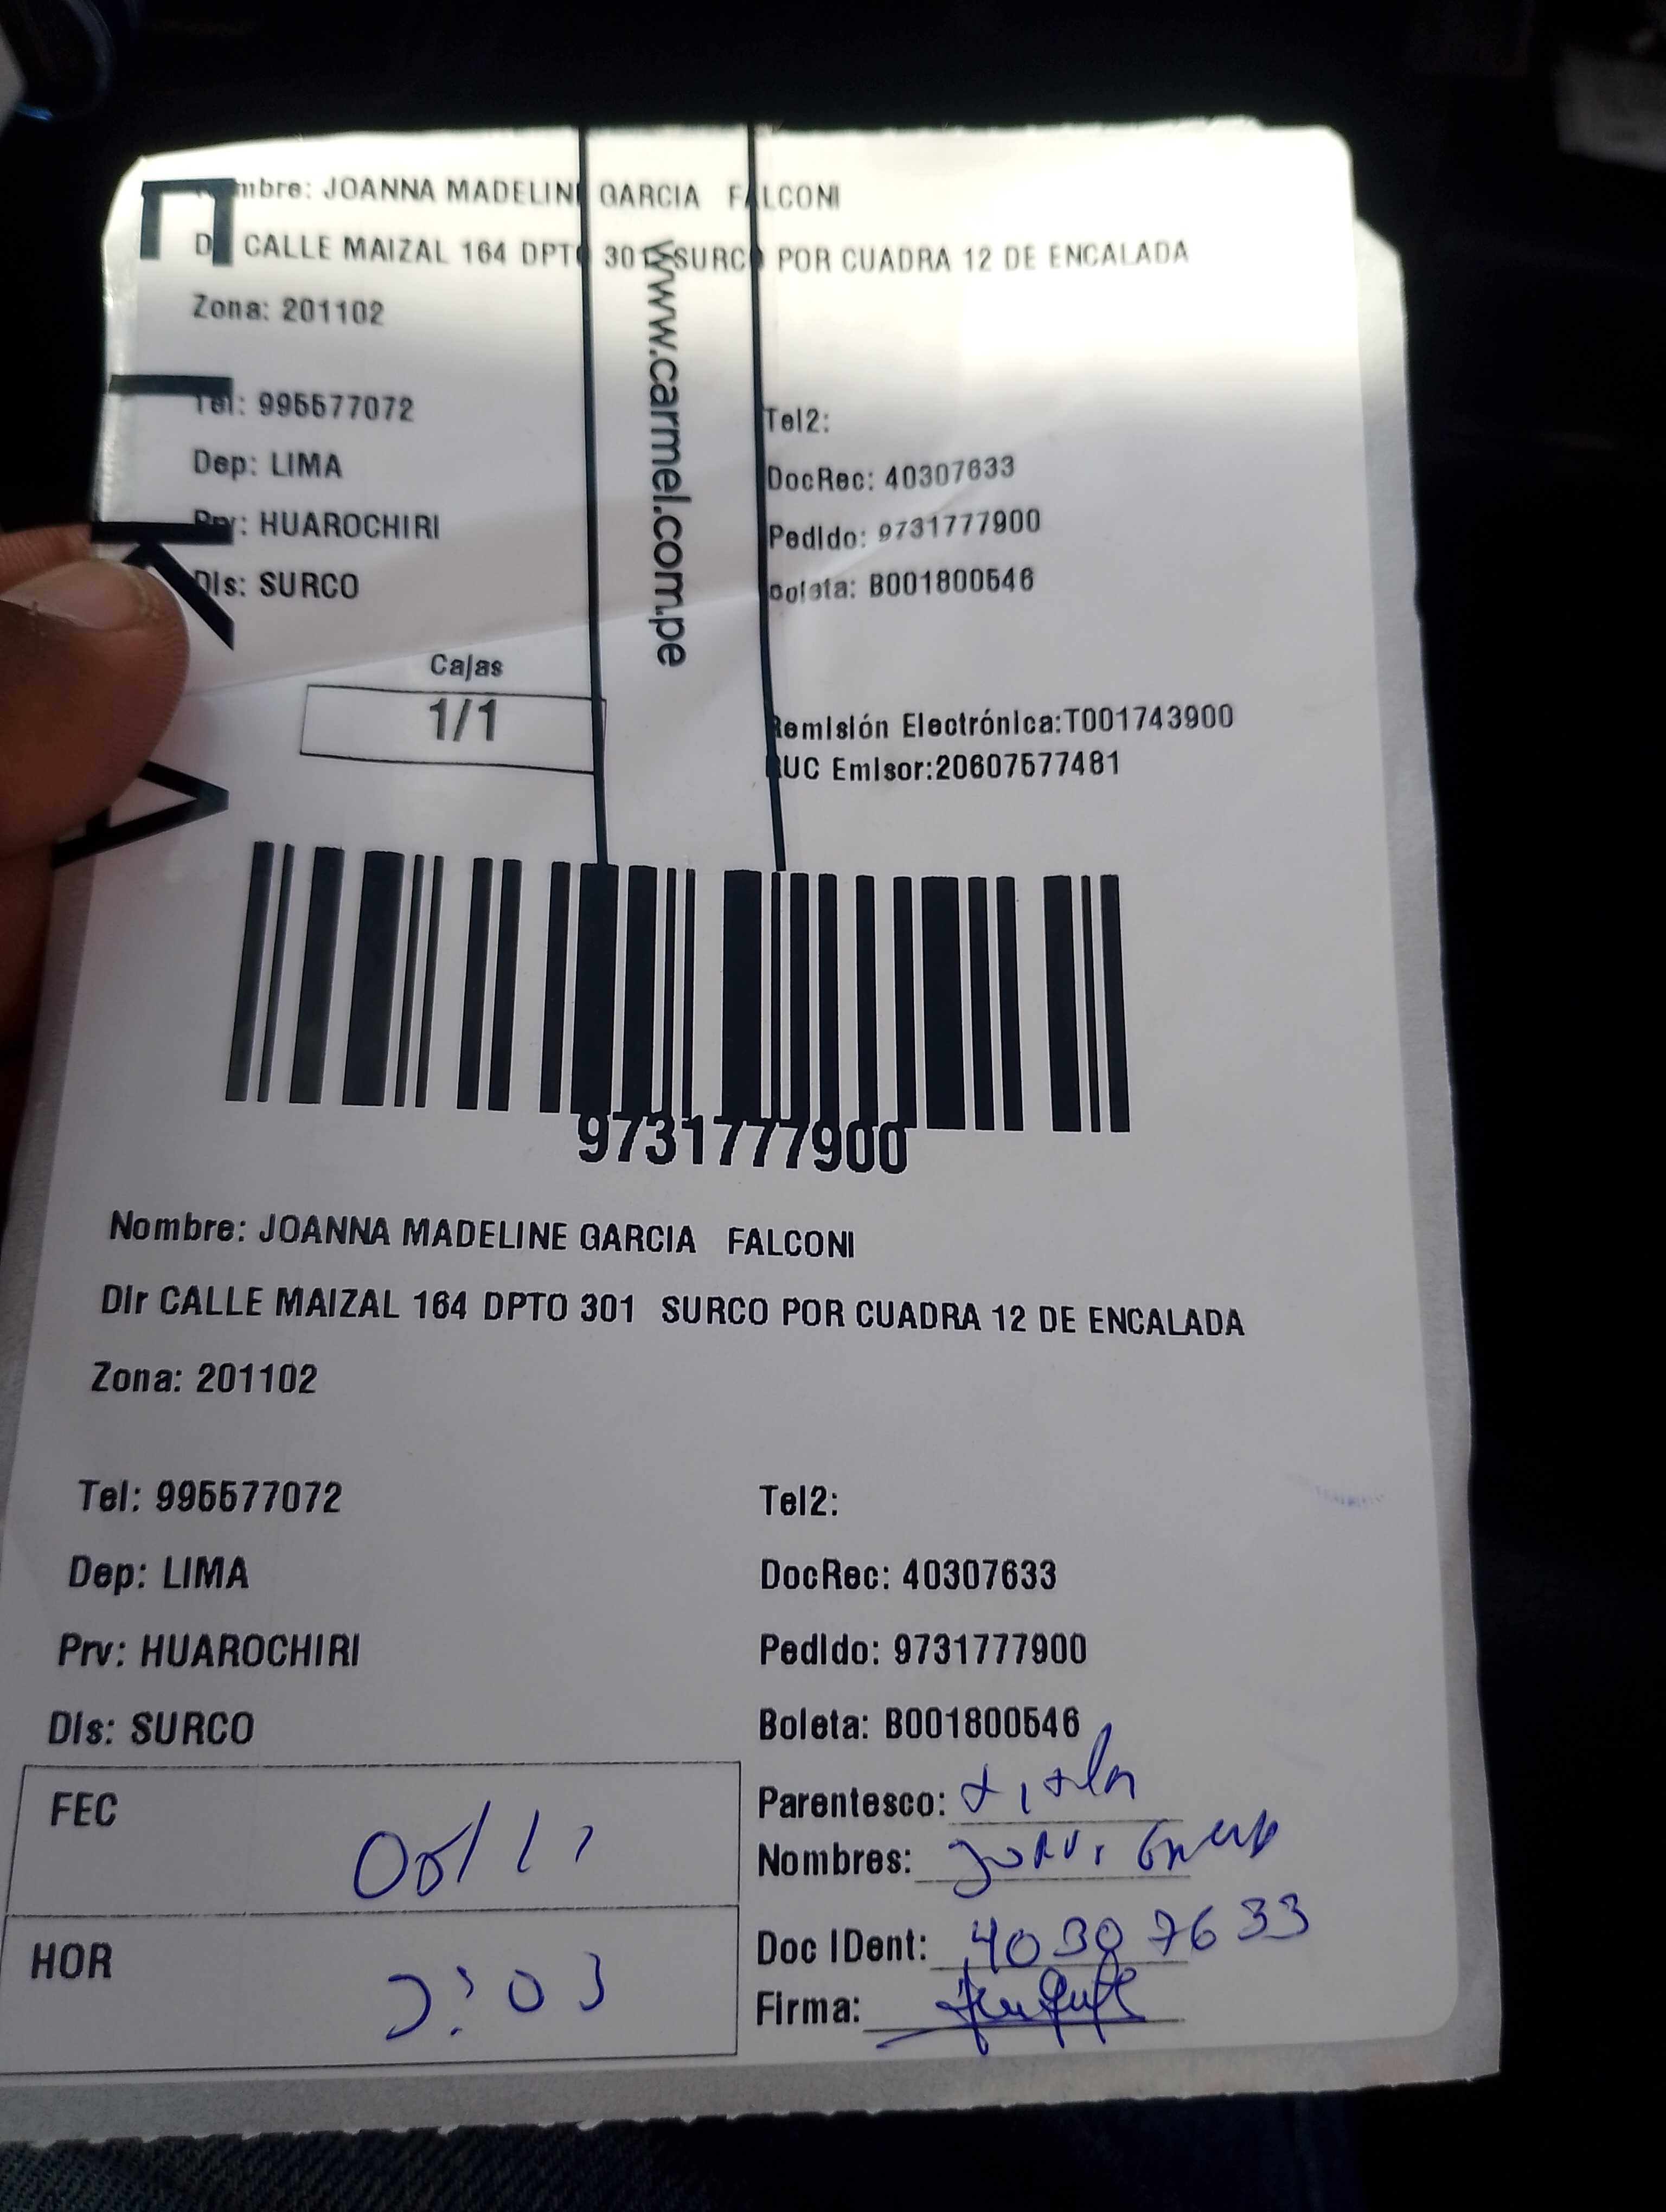 mbre: JOANNA MADELINE GARCIA FALCONI
D CALLE MAIZAL 164 DPTO 301 SURCO POR CUADRA 12 DE ENCALADA
Zona: 201102
Tel: 995577072
Tel2:
Dep: LIMA
DocRec: 40307633
Prv: HUAROCHIRI
Pedido: 9731777900
Dis: SURCO
Boleta: B001800546
www.carmel.com.pe
Cajas
1/1
Remisión Electrónica:T001743900
RUC Emisor:20607577481
9731777900
Nombre: JOANNA MADELINE GARCIA FALCONI
Dir CALLE MAIZAL 164 DPTO 301 SURCO POR CUADRA 12 DE ENCALADA
Zona: 201102
Tel: 995577072
Tel2:
Dep: LIMA
DocRec: 40307633
Prv: HUAROCHIRI
Pedido: 9731777900
Dis: SURCO
Boleta: B001800546
FEC
Parentesco:
Nombres:
HOR
Doc IDent: 40307633
Firma: